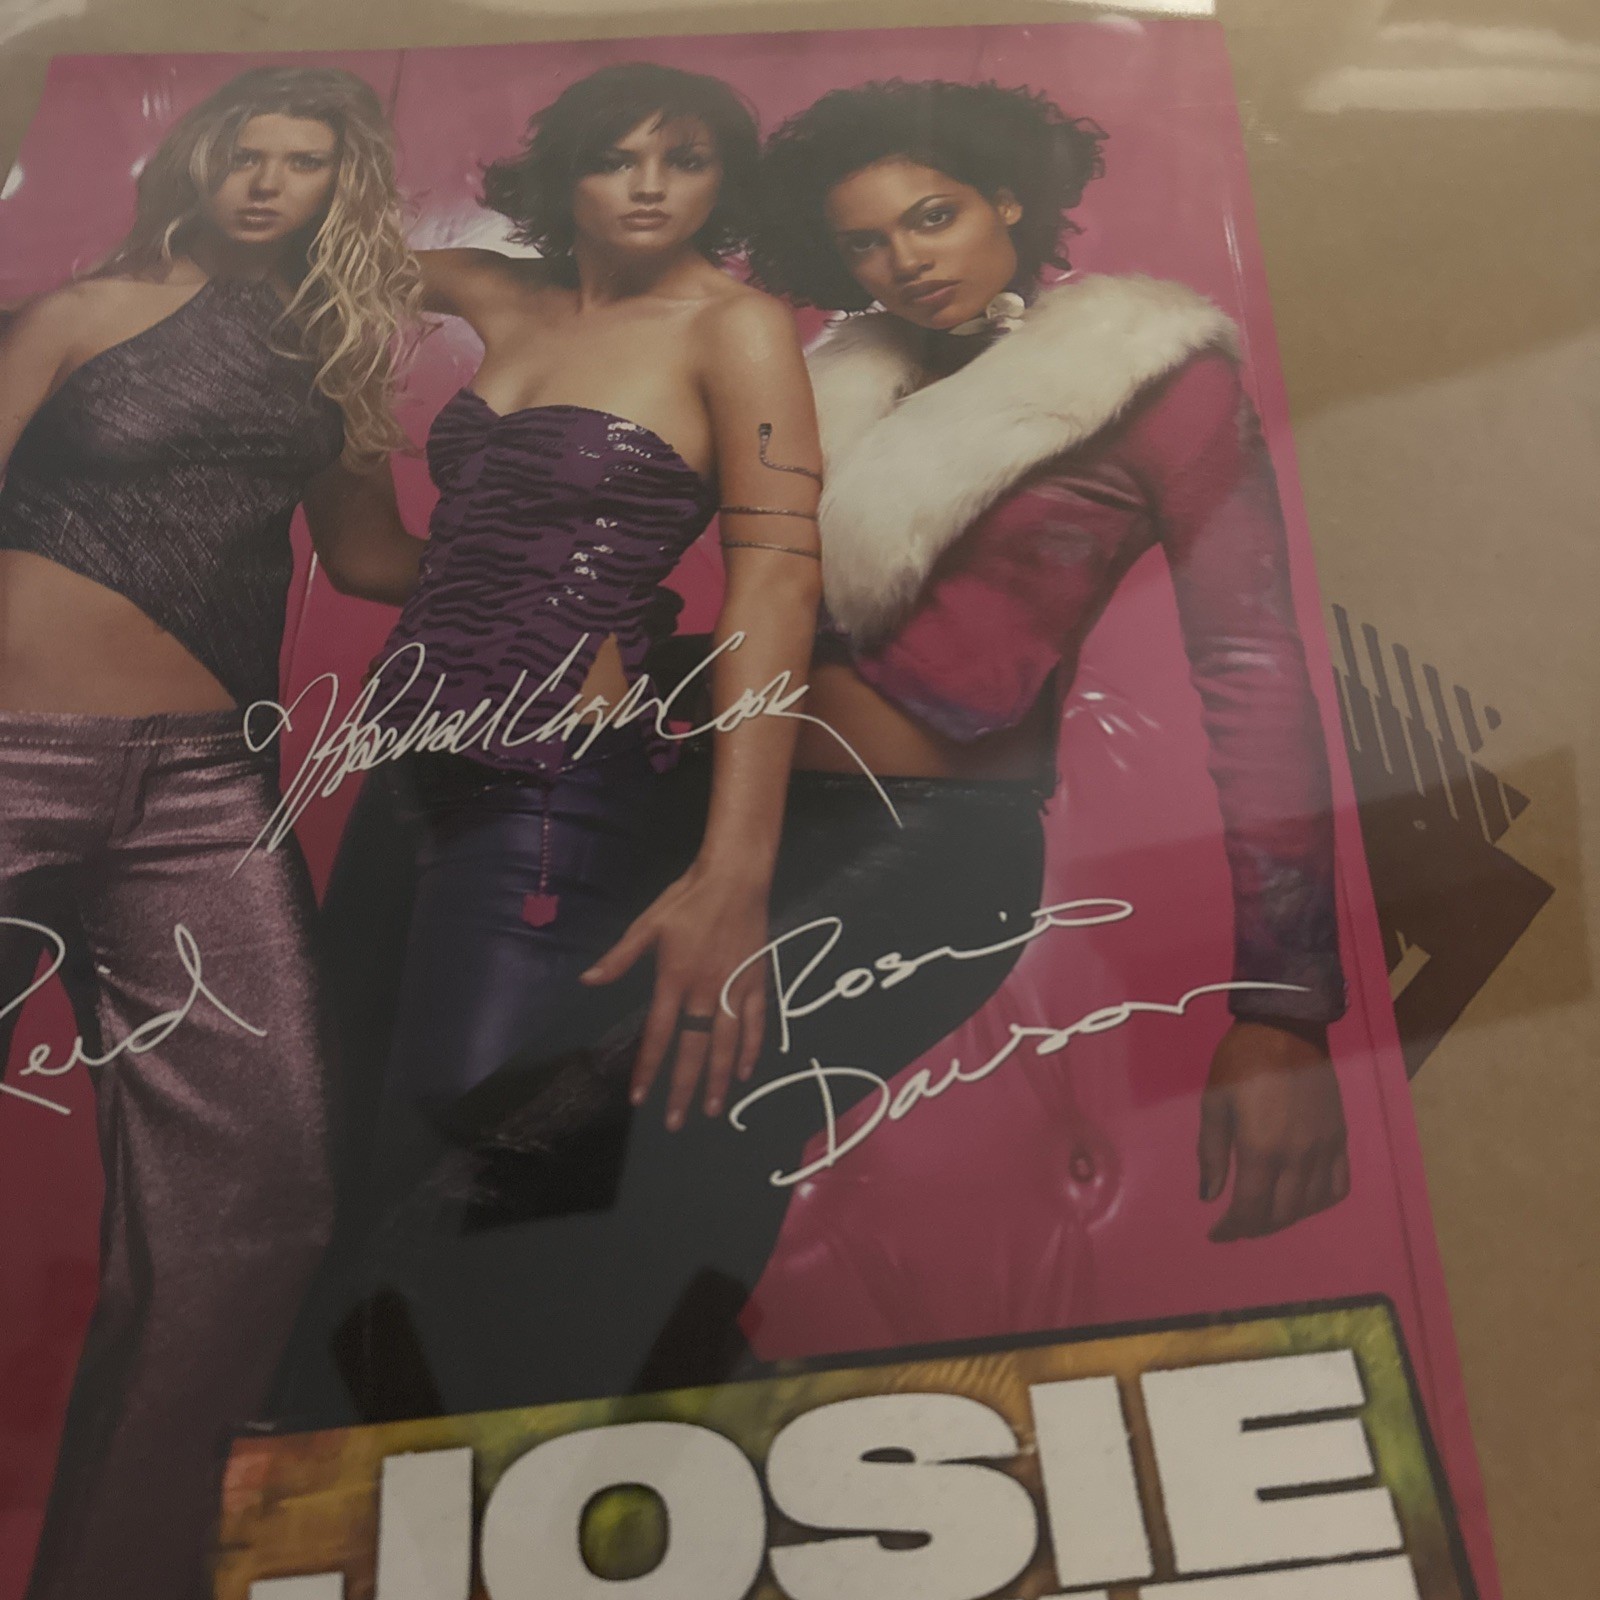 Rachael Leigh Cook
Reid
Rosario
Dawson
JOSIE